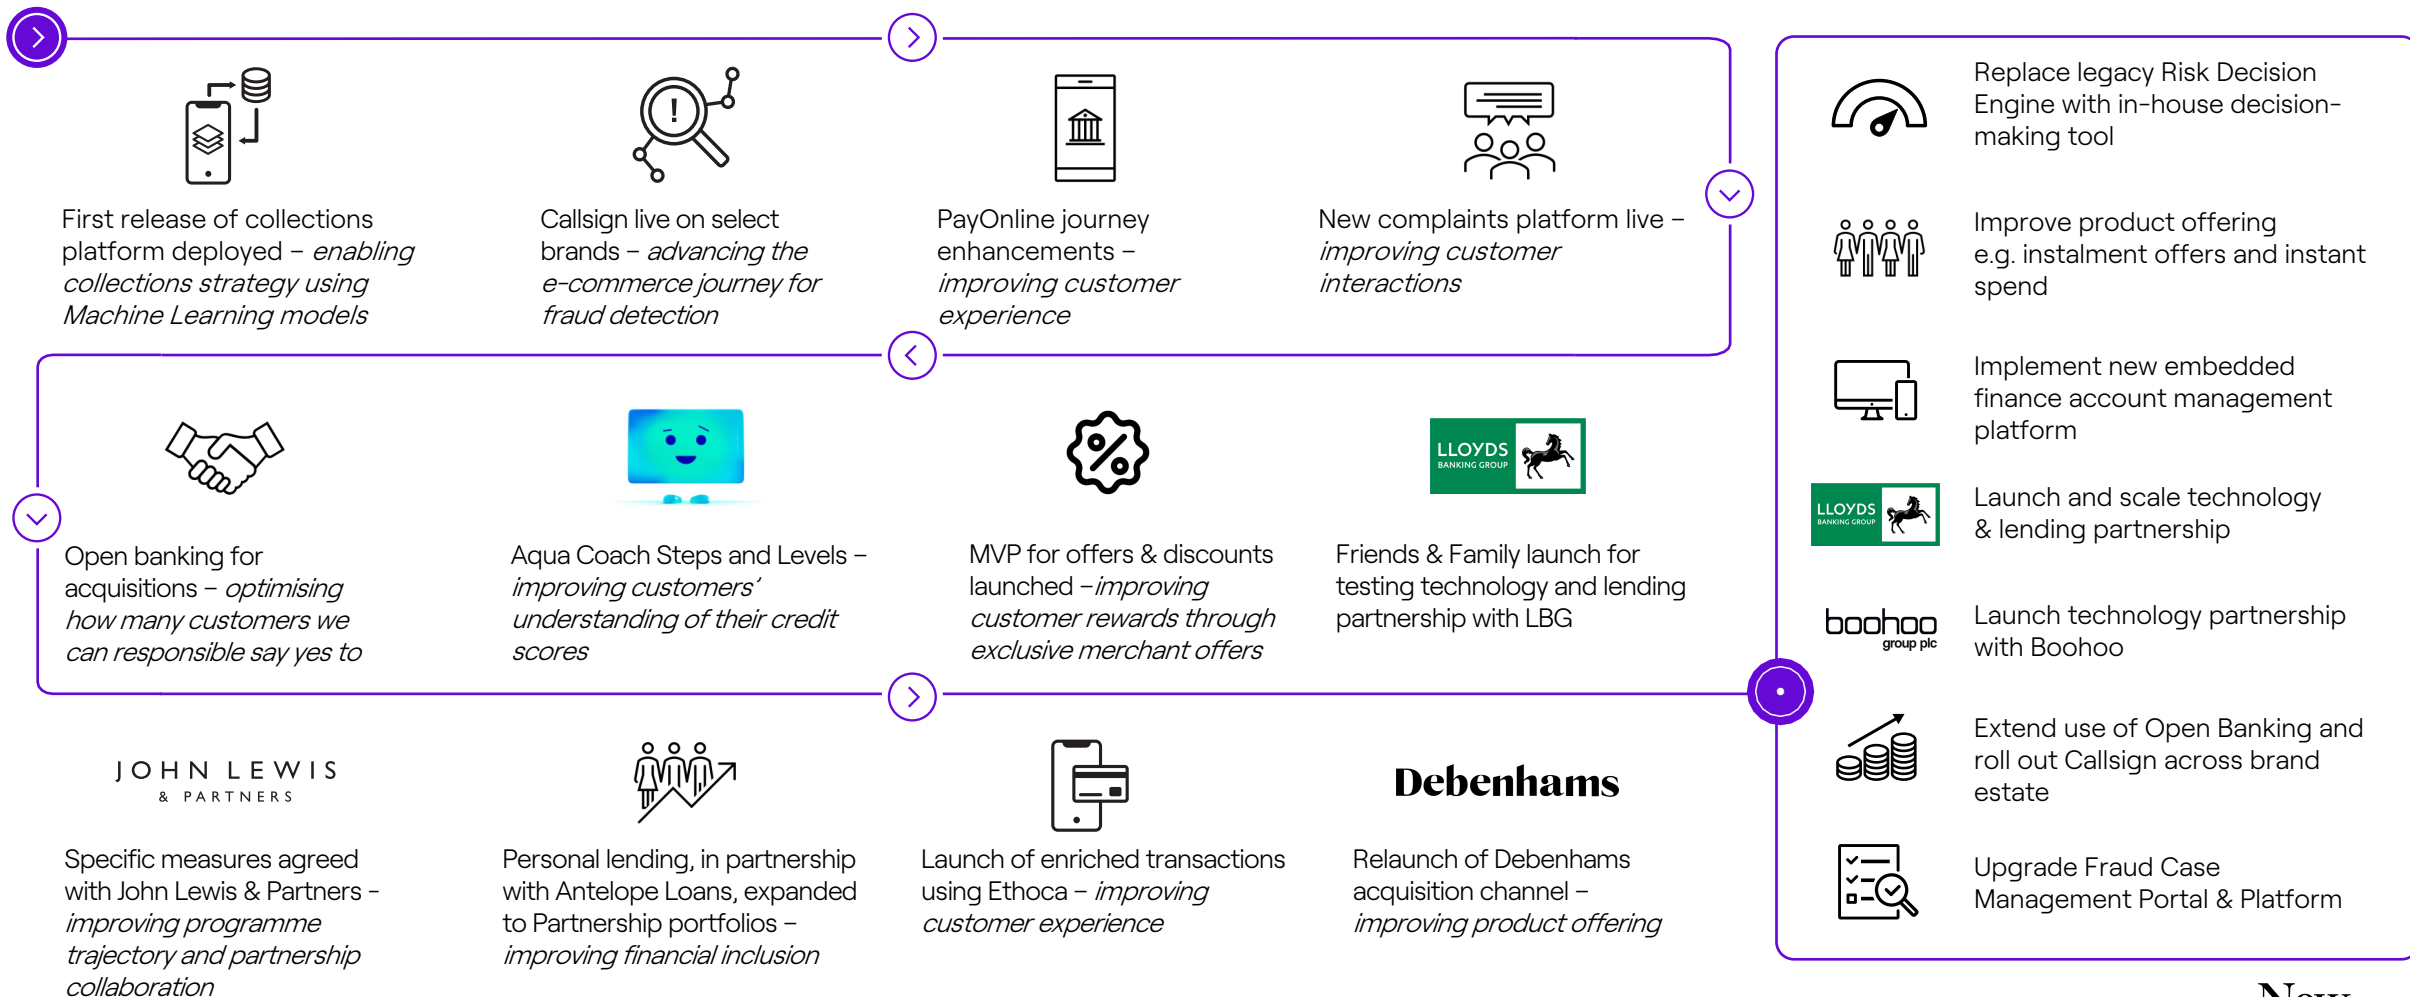 First release of collections
platform deployed – enabling
collections strategy using
Machine Learning models
Callsign live on select
brands – advancing the
e-commerce journey for
fraud detection
PayOnline journey
enhancements –
improving customer
experience
New complaints platform live –
improving customer
interactions
Open banking for
acquisitions – optimising
how many customers we
can responsible say yes to
Aqua Coach Steps and Levels –
improving customers’
understanding of their credit
scores
%
MVP for offers & discounts
launched –improving
customer rewards through
exclusive merchant offers
LLOYDS
BANKING GROUP
Friends & Family launch for
testing technology and lending
partnership with LBG
JOHN LEWIS
& PARTNERS
Specific measures agreed
with John Lewis & Partners -
improving programme
trajectory and partnership
collaboration
Personal lending, in partnership
with Antelope Loans, expanded
to Partnership portfolios –
improving financial inclusion
Launch of enriched transactions
using Ethoca – improving
customer experience
Debenhams
Relaunch of Debenhams
acquisition channel –
improving product offering
Replace legacy Risk Decision
Engine with in-house decision-
making tool
Improve product offering
e.g. instalment offers and instant
spend
Implement new embedded
finance account management
platform
LLOYDS
BANKING GROUP
Launch and scale technology
& lending partnership
boohoo
group plc
Launch technology partnership
with Boohoo
Extend use of Open Banking and
roll out Callsign across brand
estate
Upgrade Fraud Case
Management Portal & Platform
New